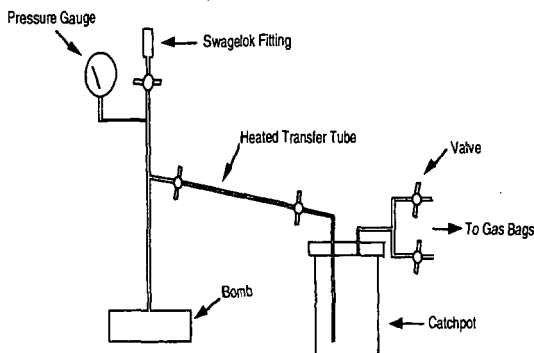 Pressure Gauge
Swagelok Fitting
Heated Transfer Tube
Valve
To Gas Bags
Bomb
Catchpot